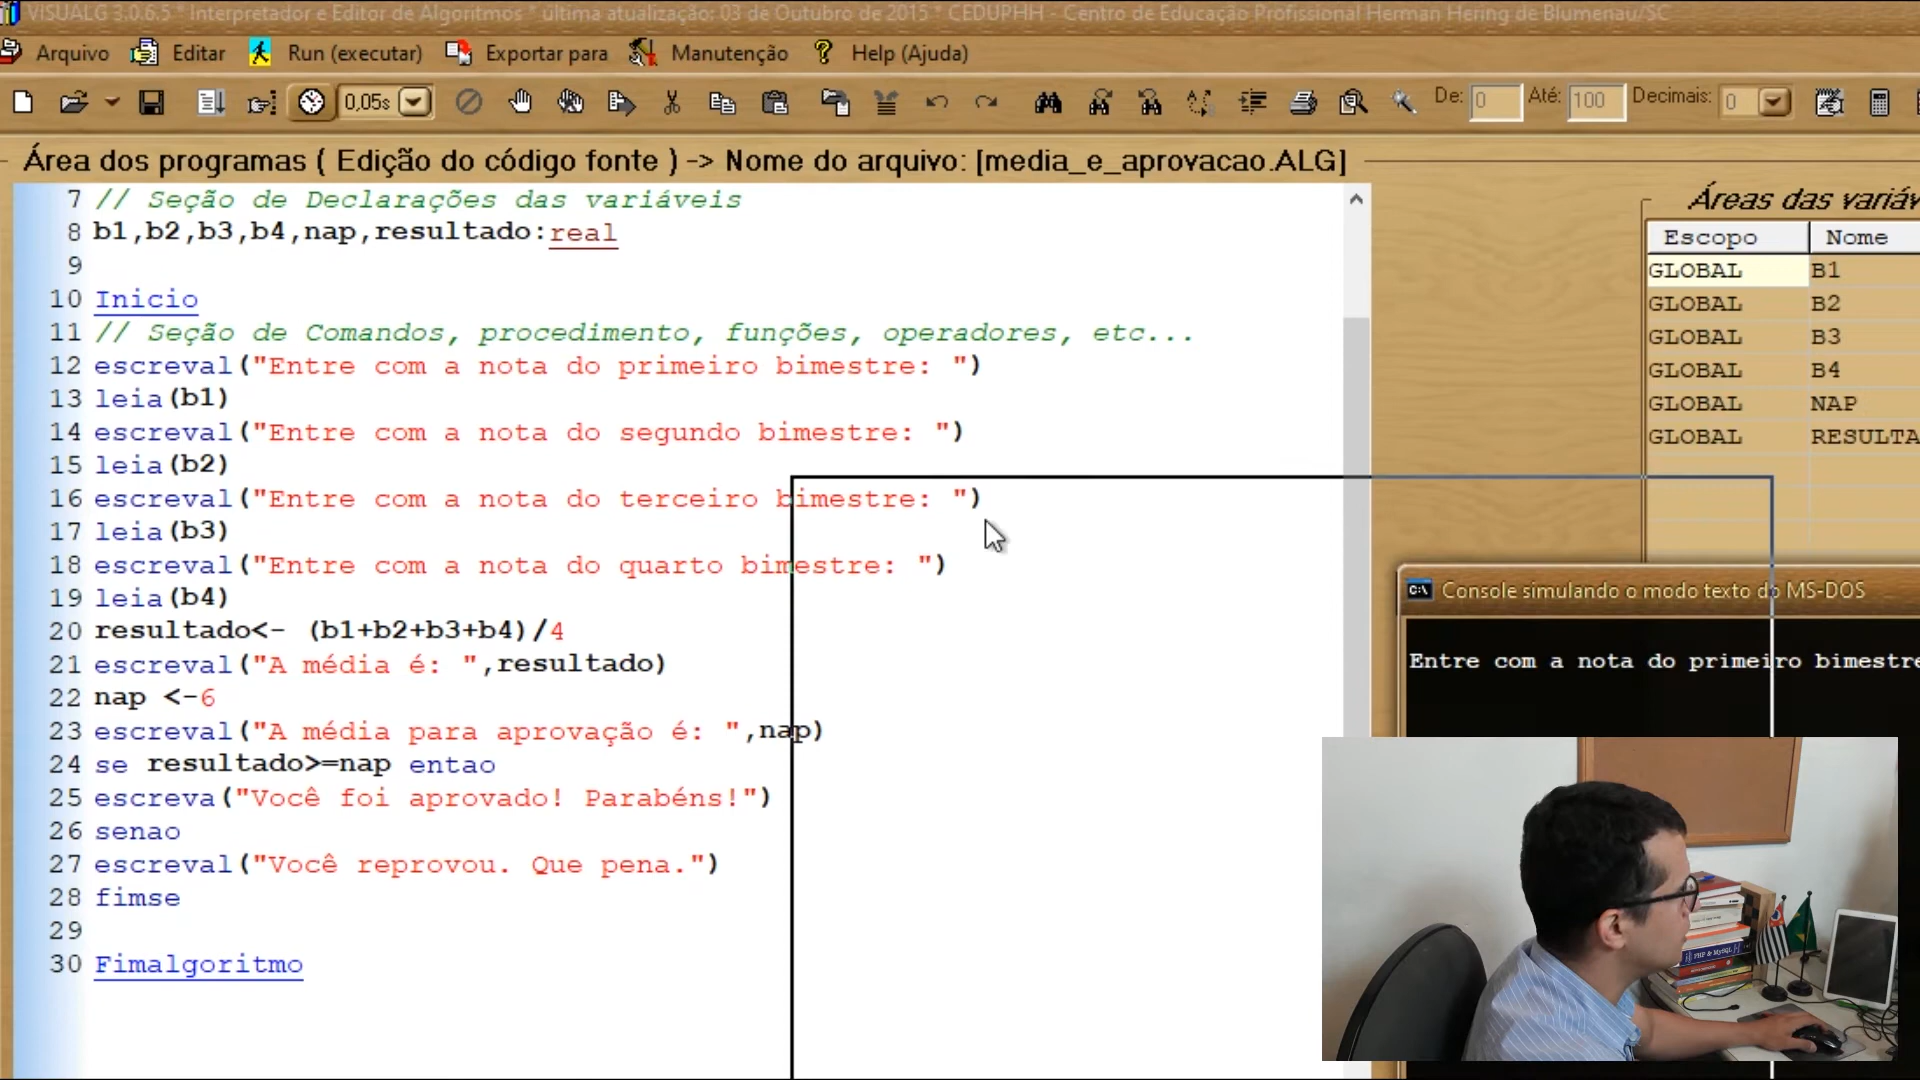 VISUALG 3.0.6.5 * Interpretador e Editor de Algoritmos * última atualização: 03 de Outubro de 2015 * CEDUPHH - Centro de Educação Profissional Herman Hering de Blumenau/SC
Arquivo Editar Run (executar) Exportar para Manutenção Help (Ajuda)
0,05s De: 0 Até: 100 Decimais: 0
Área dos programas ( Edição do código fonte ) -> Nome do arquivo: [media_e_aprovacao.ALG]
7 // Seção de Declarações das variáveis
8 b1,b2,b3,b4,nap,resultado:real
9
10 Inicio
11 // Seção de Comandos, procedimento, funções, operadores, etc...
12 escreval("Entre com a nota do primeiro bimestre: ")
13 leia(b1)
14 escreval("Entre com a nota do segundo bimestre: ")
15 leia(b2)
16 escreval("Entre com a nota do terceiro bimestre: ")
17 leia(b3)
18 escreval("Entre com a nota do quarto bimestre: ")
19 leia(b4)
20 resultado<- (b1+b2+b3+b4)/4
21 escreval("A média é: ",resultado)
22 nap <-6
23 escreval("A média para aprovação é: ",nap)
24 se resultado>=nap entao
25 escreva("Você foi aprovado! Parabéns!")
26 senao
27 escreval("Você reprovou. Que pena.")
28 fimse
29
30 Fimalgoritmo
Áreas das variáv
Escopo Nome
GLOBAL B1
GLOBAL B2
GLOBAL B3
GLOBAL B4
GLOBAL NAP
GLOBAL RESULTA
C:\ Console simulando o modo texto do MS-DOS
Entre com a nota do primeiro bimestre
PHP & MySQL